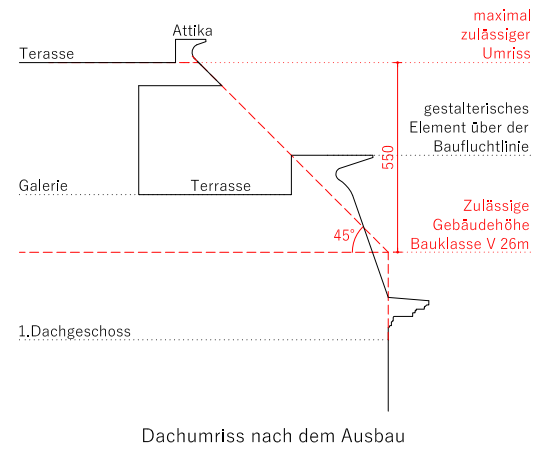 maximal
zulässiger
Umriss
Attika
Terasse
gestalterisches
Element über der
Baufluchtlinie
550
Galerie
Terrasse
Zulässige
Gebäudehöhe
Bauklasse V 26m
45°
1.Dachgeschoss
Dachumriss nach dem Ausbau